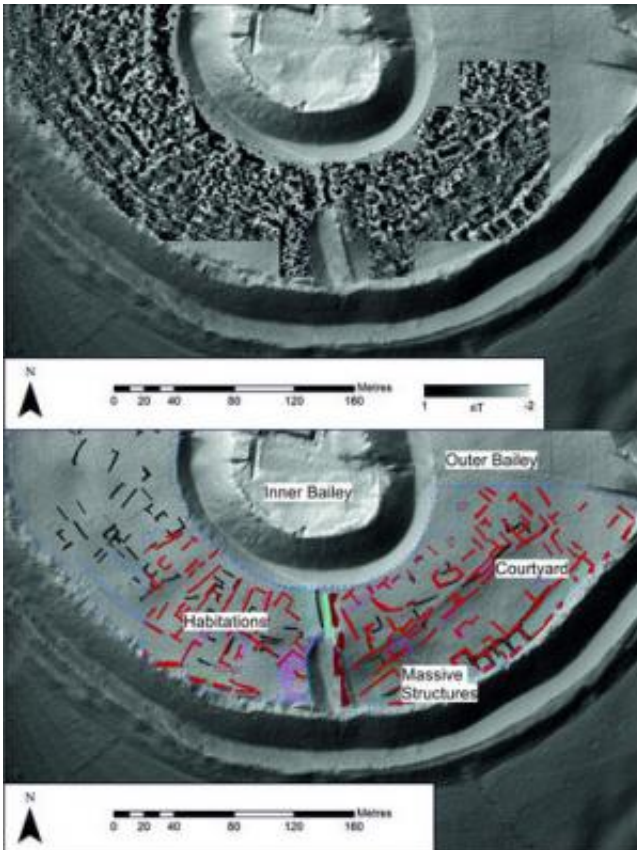 N
Metres
0 20 40 80 120 160
1 nT -2
Outer Bailey
Inner Bailey
Courtyard
Habitations
Massive
Structures
N
Metres
0 20 40 80 120 160